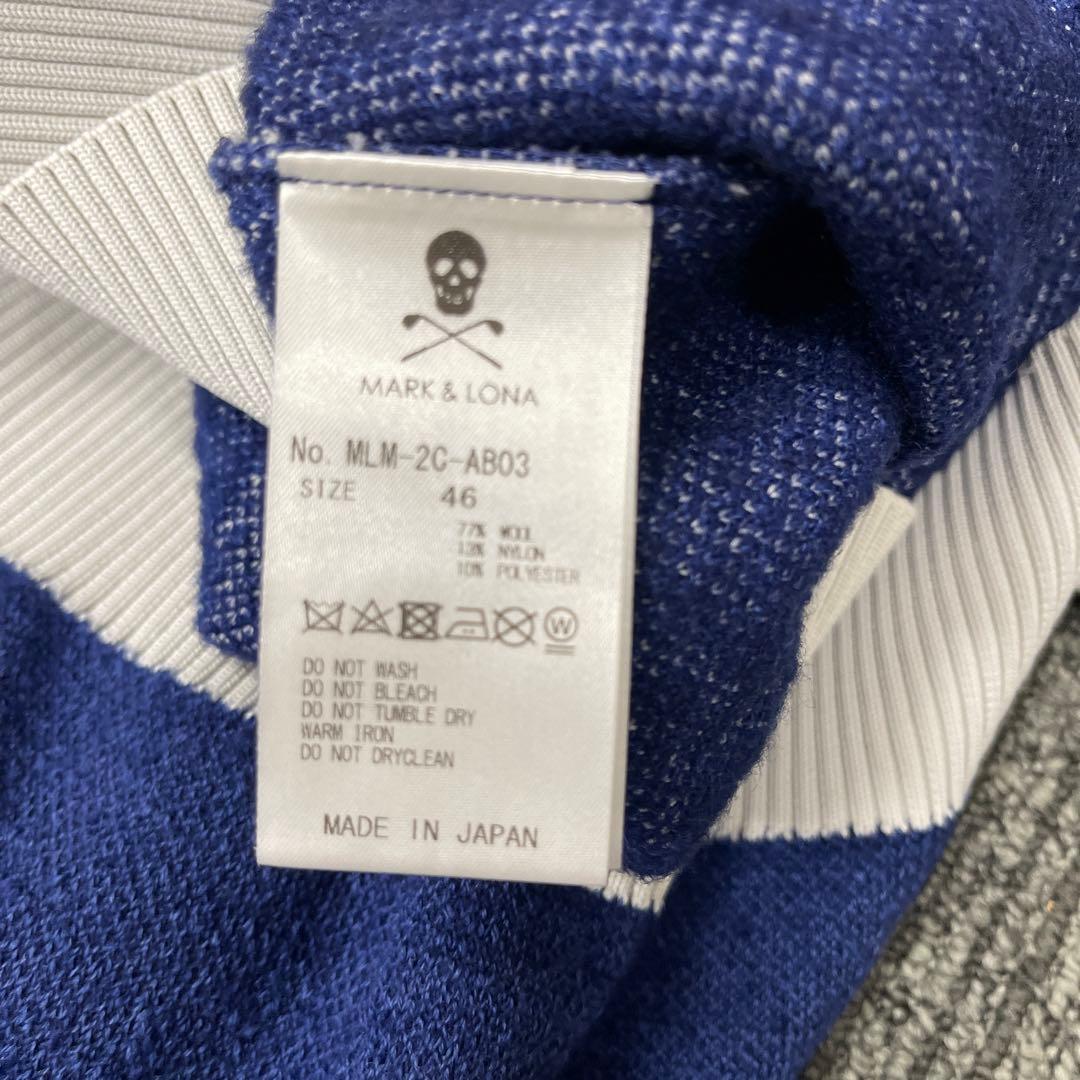 MARK & LONA
No. MLM-2C-AB03
SIZE 46
77% WOOL
13% NYLON
10% POLYESTER
W
DO NOT WASH
DO NOT BLEACH
DO NOT TUMBLE DRY
WARM IRON
DO NOT DRYCLEAN
MADE IN JAPAN